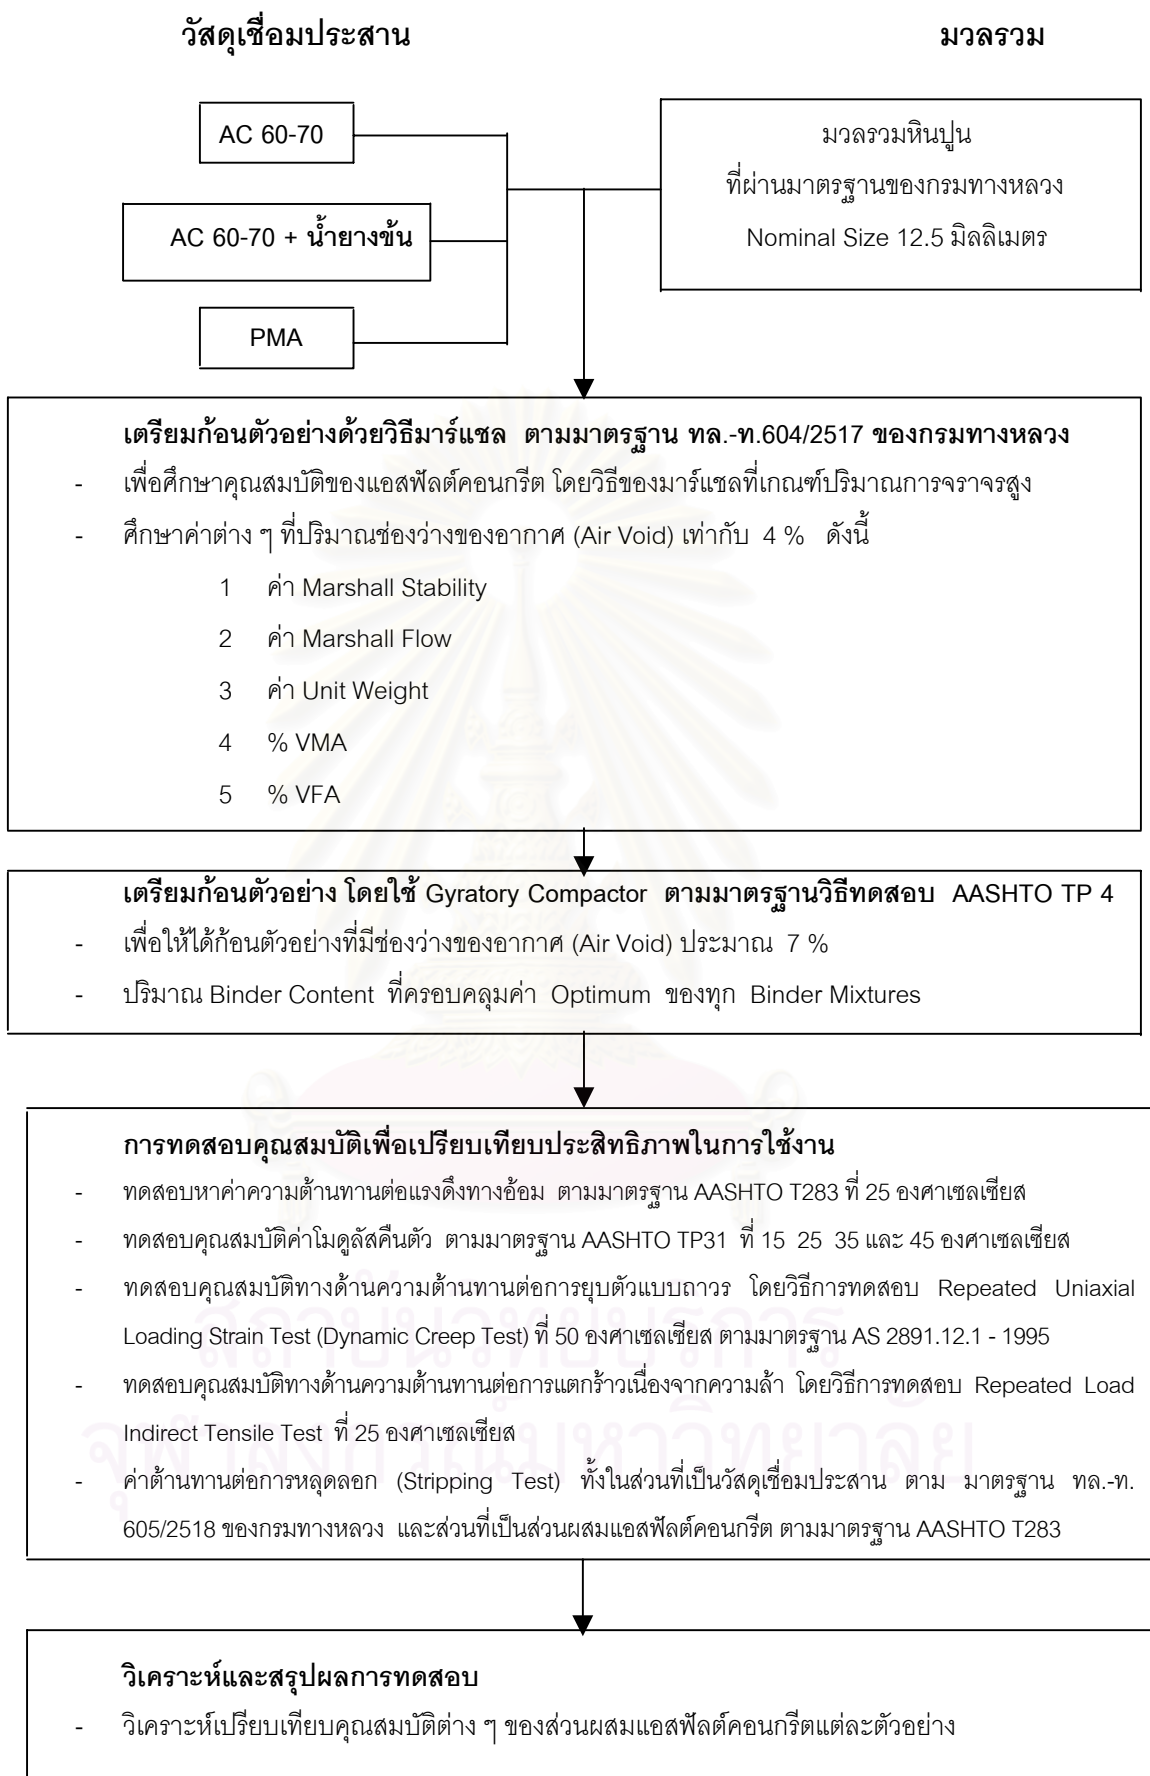 วัสดุเชื่อมประสาน
มวลรวม
AC 60-70
AC 60-70 + น้ำยางข้น
PMA
มวลรวมหินปูน
ที่ผ่านมาตรฐานของกรมทางหลวง
Nominal Size 12.5 มิลลิเมตร
เตรียมก้อนตัวอย่างด้วยวิธีมาร์แชล ตามมาตรฐาน ทล.-ท.604/2517 ของกรมทางหลวง
- เพื่อศึกษาคุณสมบัติของแอสฟัลต์คอนกรีต โดยวิธีของมาร์แชลที่เกณฑ์ปริมาณการจราจรสูง
- ศึกษาค่าต่าง ๆ ที่ปริมาณช่องว่างของอากาศ (Air Void) เท่ากับ 4 % ดังนี้
1 ค่า Marshall Stability
2 ค่า Marshall Flow
3 ค่า Unit Weight
4 % VMA
5 % VFA
เตรียมก้อนตัวอย่าง โดยใช้ Gyratory Compactor ตามมาตรฐานวิธีทดสอบ AASHTO TP 4
- เพื่อให้ได้ก้อนตัวอย่างที่มีช่องว่างของอากาศ (Air Void) ประมาณ 7 %
- ปริมาณ Binder Content ที่ครอบคลุมค่า Optimum ของทุก Binder Mixtures
การทดสอบคุณสมบัติเพื่อเปรียบเทียบประสิทธิภาพในการใช้งาน
- ทดสอบหาค่าความต้านทานต่อแรงดึงทางอ้อม ตามมาตรฐาน AASHTO T283 ที่ 25 องศาเซลเซียส
- ทดสอบคุณสมบัติค่าโมดูลัสคืนตัว ตามมาตรฐาน AASHTO TP31 ที่ 15 25 35 และ 45 องศาเซลเซียส
- ทดสอบคุณสมบัติทางด้านความต้านทานต่อการยุบตัวแบบถาวร โดยวิธีการทดสอบ Repeated Uniaxial
Loading Strain Test (Dynamic Creep Test) ที่ 50 องศาเซลเซียส ตามมาตรฐาน AS 2891.12.1 - 1995
- ทดสอบคุณสมบัติทางด้านความต้านทานต่อการแตกร้าวเนื่องจากความล้า โดยวิธีการทดสอบ Repeated Load
Indirect Tensile Test ที่ 25 องศาเซลเซียส
- ค่าต้านทานต่อการหลุดลอก (Stripping Test) ทั้งในส่วนที่เป็นวัสดุเชื่อมประสาน ตาม มาตรฐาน ทล.-ท.
605/2518 ของกรมทางหลวง และส่วนที่เป็นส่วนผสมแอสฟัลต์คอนกรีต ตามมาตรฐาน AASHTO T283
สถาบันวิทยบริการ
จุฬาลงกรณ์มหาวิทยาลัย
วิเคราะห์และสรุปผลการทดสอบ
- วิเคราะห์เปรียบเทียบคุณสมบัติต่าง ๆ ของส่วนผสมแอสฟัลต์คอนกรีตแต่ละตัวอย่าง